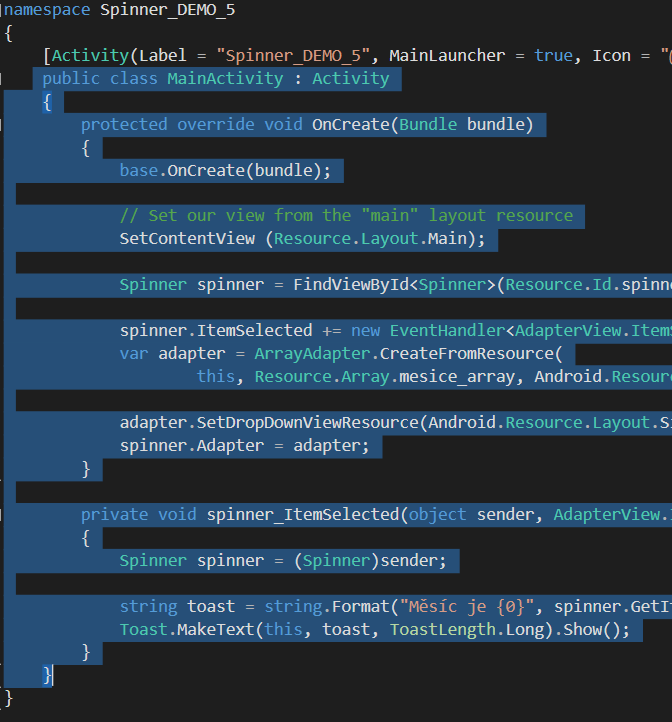 namespace Spinner_DEMO_5
{
[Activity(Label = "Spinner_DEMO_5", MainLauncher = true, Icon = "@
public class MainActivity : Activity
{
protected override void OnCreate(Bundle bundle)
{
base.OnCreate(bundle);
// Set our view from the "main" layout resource
SetContentView (Resource.Layout.Main);
Spinner spinner = FindViewById<Spinner>(Resource.Id.spinne
spinner.ItemSelected += new EventHandler<AdapterView.ItemS
var adapter = ArrayAdapter.CreateFromResource(
this, Resource.Array.mesice_array, Android.Resour
adapter.SetDropDownViewResource(Android.Resource.Layout.Si
spinner.Adapter = adapter;
}
private void spinner_ItemSelected(object sender, AdapterView.I
{
Spinner spinner = (Spinner)sender;
string toast = string.Format("Měsíc je {0}", spinner.GetIt
Toast.MakeText(this, toast, ToastLength.Long).Show();
}
}
}